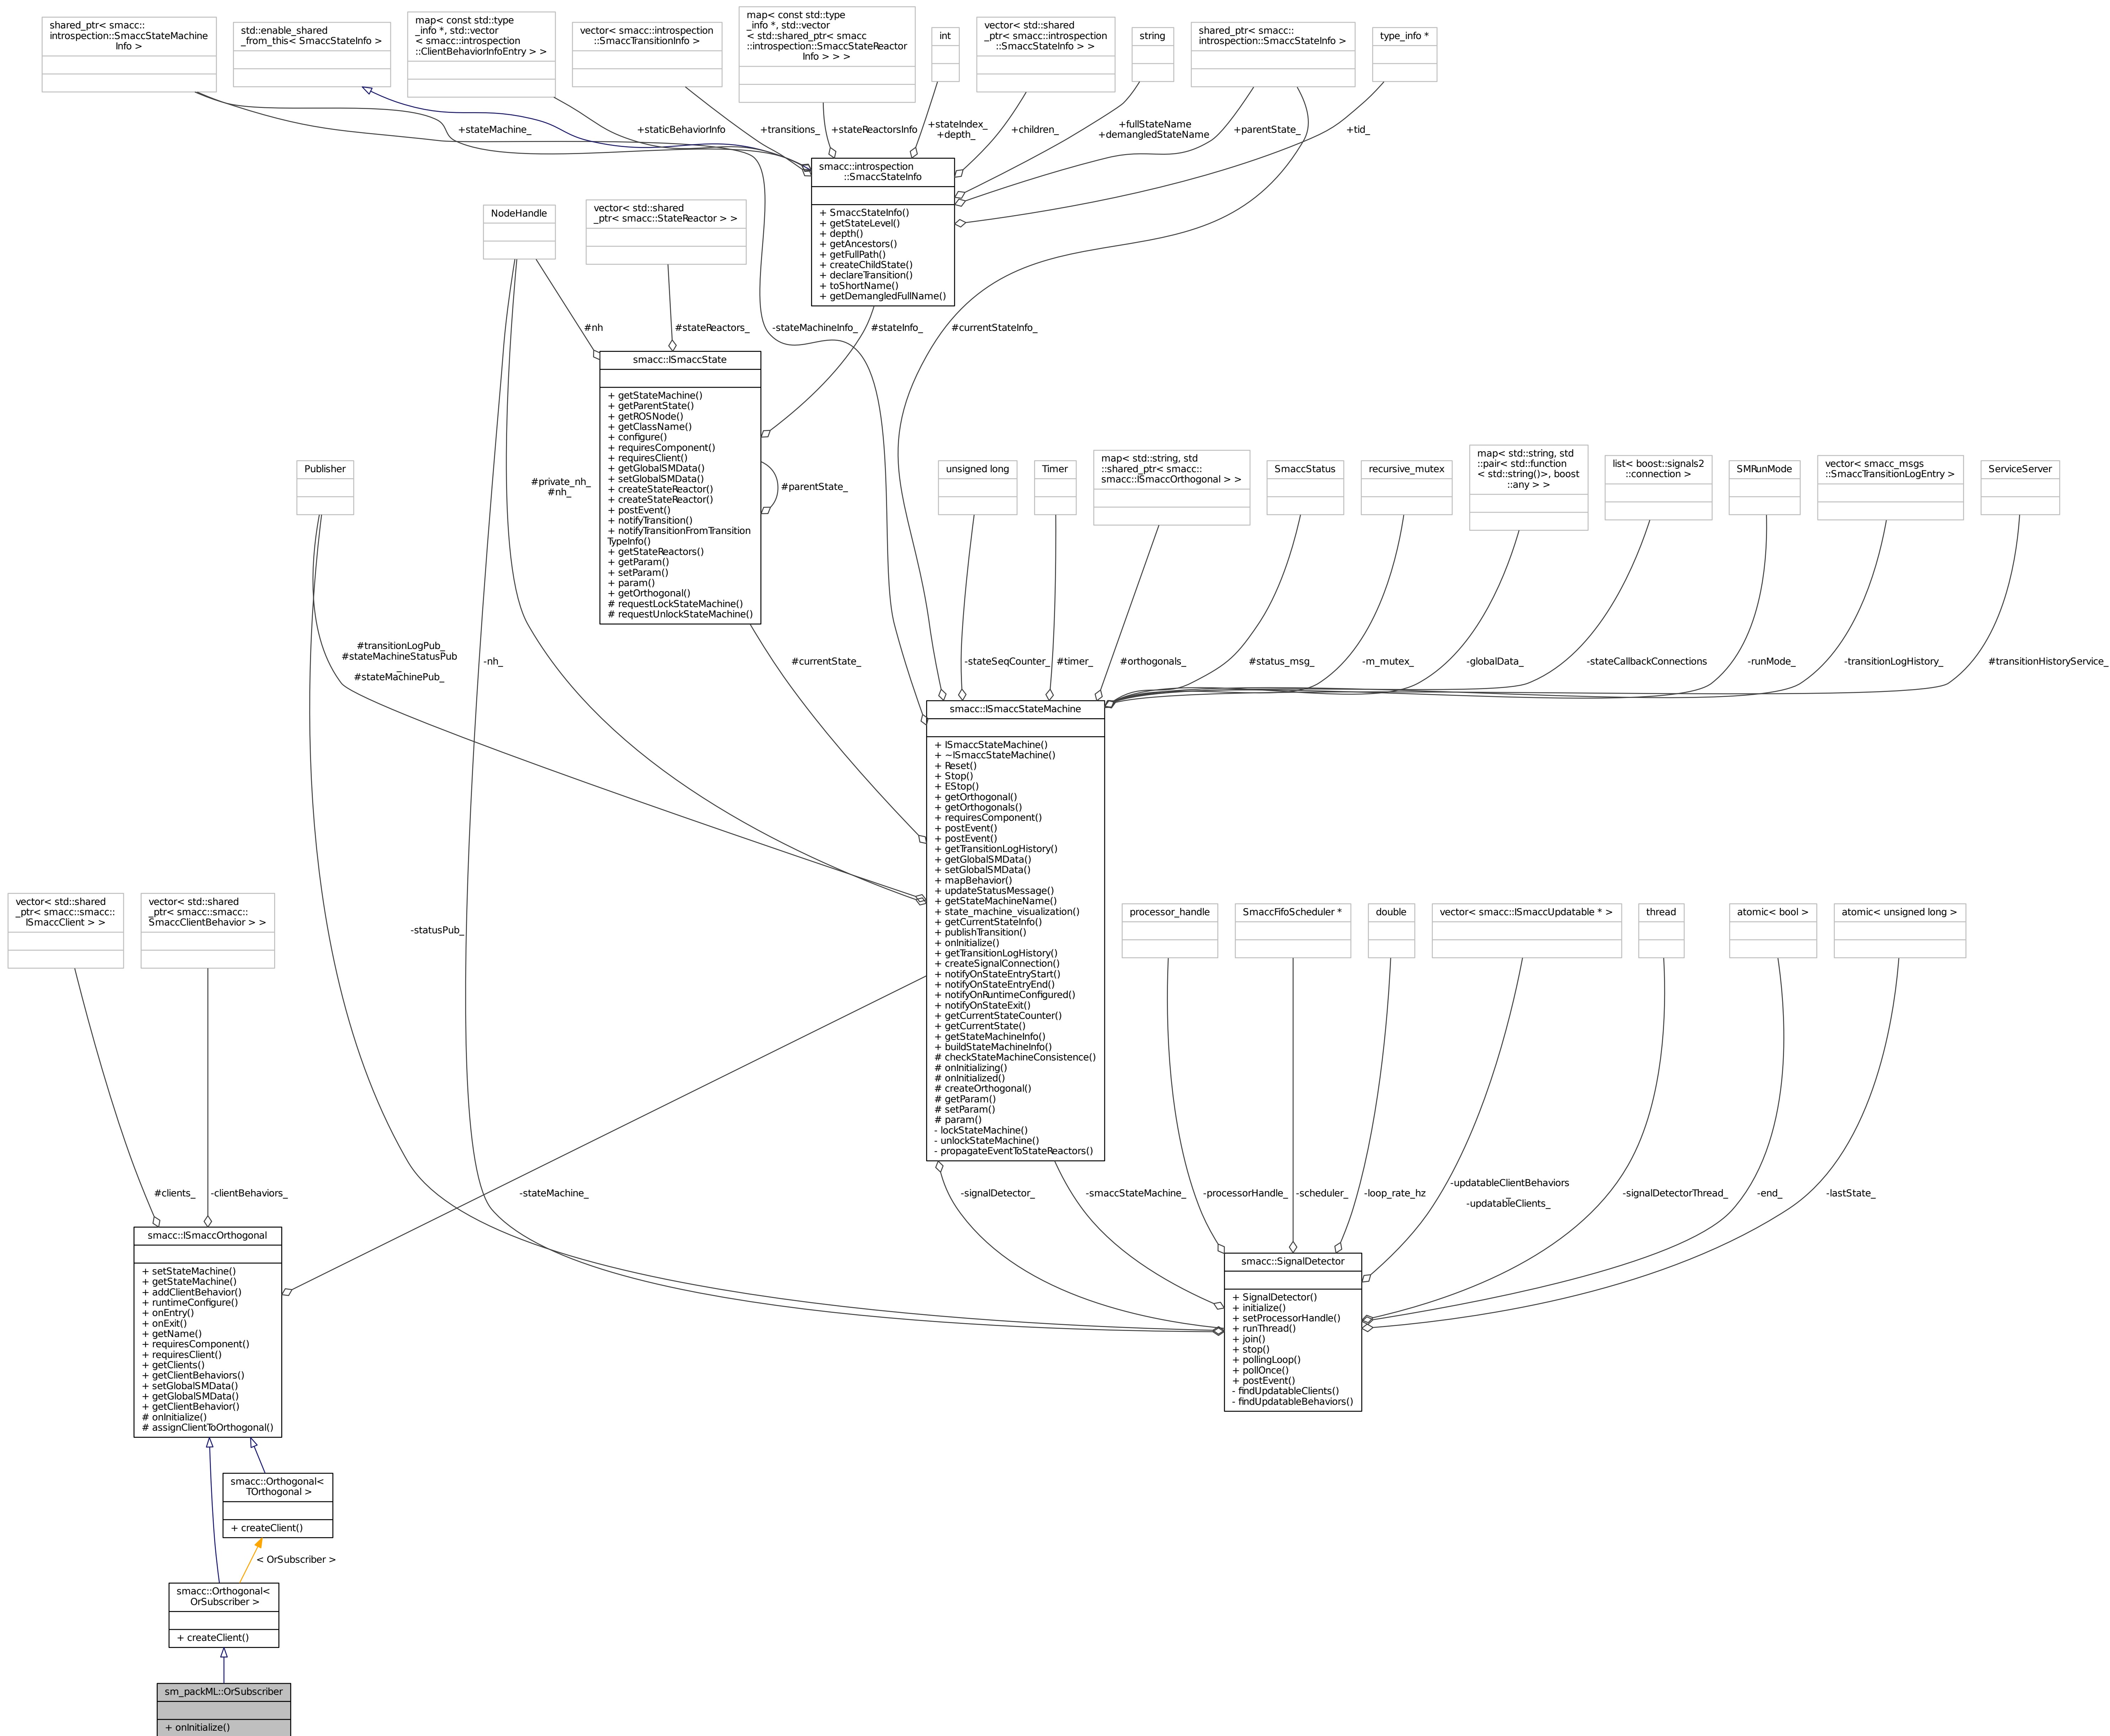 shared_ptr< smacc::
introspection::SmaccStateMachine
Info >
std::enable_shared
_from_this< SmaccStateInfo >
map< const std::type
_info *, std::vector
< smacc::introspection
::ClientBehaviorInfoEntry > >
vector< smacc::introspection
::SmaccTransitionInfo >
map< const std::type
_info *, std::vector
< std::shared_ptr< smacc
::introspection::SmaccStateReactor
Info > > >
int
vector< std::shared
_ptr< smacc::introspection
::SmaccStateInfo > >
string
shared_ptr< smacc::
introspection::SmaccStateInfo >
type_info *
+stateMachine_
+staticBehaviorInfo
+transitions_
+stateReactorsInfo
+stateIndex_
+depth_
+children_
+fullStateName
+demangledStateName
+parentState_
+tid_
smacc::introspection
::SmaccStateInfo
+ SmaccStateInfo()
+ getStateLevel()
+ depth()
+ getAncestors()
+ getFullPath()
+ createChildState()
+ declareTransition()
+ toShortName()
+ getDemangledFullName()
NodeHandle
vector< std::shared
_ptr< smacc::StateReactor > >
#nh
#stateReactors_
-stateMachineInfo_
#stateInfo_
#currentStateInfo_
smacc::ISmaccState
+ getStateMachine()
+ getParentState()
+ getROSNode()
+ getClassName()
+ configure()
+ requiresComponent()
+ requiresClient()
+ getGlobalSMData()
+ setGlobalSMData()
+ createStateReactor()
+ createStateReactor()
+ postEvent()
+ notifyTransition()
+ notifyTransitionFromTransition
TypeInfo()
+ getStateReactors()
+ getParam()
+ setParam()
+ param()
+ getOrthogonal()
# requestLockStateMachine()
# requestUnlockStateMachine()
#parentState_
Publisher
#private_nh_
#nh_
unsigned long
Timer
map< std::string, std
::shared_ptr< smacc::
smacc::ISmaccOrthogonal > >
SmaccStatus
recursive_mutex
map< std::string, std
::pair< std::function
< std::string()>, boost
::any > >
list< boost::signals2
::connection >
SMRunMode
vector< smacc_msgs
::SmaccTransitionLogEntry >
ServiceServer
#transitionLogPub_
#stateMachineStatusPub
_
#stateMachinePub_
-nh_
#currentState_
-stateSeqCounter_
#timer_
#orthogonals_
#status_msg_
-m_mutex_
-globalData_
-stateCallbackConnections
-runMode_
-transitionLogHistory_
#transitionHistoryService_
smacc::ISmaccStateMachine
+ ISmaccStateMachine()
+ ~ISmaccStateMachine()
+ Reset()
+ Stop()
+ EStop()
+ getOrthogonal()
+ getOrthogonals()
+ requiresComponent()
+ postEvent()
+ postEvent()
+ getTransitionLogHistory()
+ getGlobalSMData()
+ setGlobalSMData()
+ mapBehavior()
+ updateStatusMessage()
+ getStateMachineName()
+ state_machine_visualization()
+ getCurrentStateInfo()
+ publishTransition()
+ onInitialize()
+ getTransitionLogHistory()
+ createSignalConnection()
+ notifyOnStateEntryStart()
+ notifyOnStateEntryEnd()
+ notifyOnRuntimeConfigured()
+ notifyOnStateExit()
+ getCurrentStateCounter()
+ getCurrentState()
+ getStateMachineInfo()
+ buildStateMachineInfo()
# checkStateMachineConsistence()
# onInitializing()
# onInitialized()
# createOrthogonal()
# getParam()
# setParam()
# param()
- lockStateMachine()
- unlockStateMachine()
- propagateEventToStateReactors()
vector< std::shared
_ptr< smacc::smacc::
ISmaccClient > >
vector< std::shared
_ptr< smacc::smacc::
SmaccClientBehavior > >
-statusPub_
processor_handle
SmaccFifoScheduler *
double
vector< smacc::ISmaccUpdatable * >
thread
atomic< bool >
atomic< unsigned long >
#clients_
-clientBehaviors_
-stateMachine_
-signalDetector_
-smaccStateMachine_
-processorHandle_
-scheduler_
-loop_rate_hz
-updatableClientBehaviors
_
-updatableClients_
-signalDetectorThread_
-end_
-lastState_
smacc::ISmaccOrthogonal
+ setStateMachine()
+ getStateMachine()
+ addClientBehavior()
+ runtimeConfigure()
+ onEntry()
+ onExit()
+ getName()
+ requiresComponent()
+ requiresClient()
+ getClients()
+ getClientBehaviors()
+ setGlobalSMData()
+ getGlobalSMData()
+ getClientBehavior()
# onInitialize()
# assignClientToOrthogonal()
smacc::SignalDetector
+ SignalDetector()
+ initialize()
+ setProcessorHandle()
+ runThread()
+ join()
+ stop()
+ pollingLoop()
+ pollOnce()
+ postEvent()
- findUpdatableClients()
- findUpdatableBehaviors()
smacc::Orthogonal<
TOrthogonal >
+ createClient()
< OrSubscriber >
smacc::Orthogonal<
OrSubscriber >
+ createClient()
sm_packML::OrSubscriber
+ onInitialize()